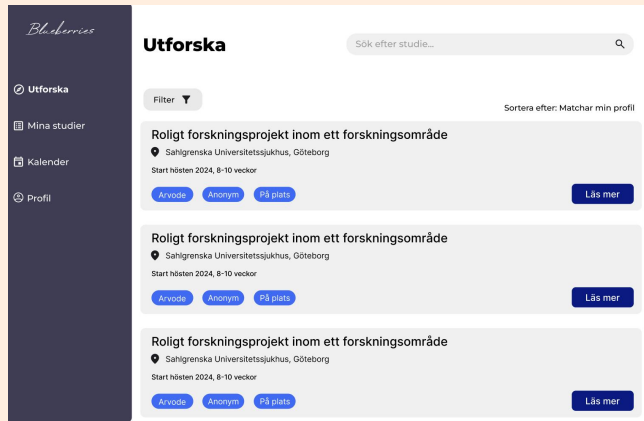 Blueberries
Utforska
Sök efter studie...
Utforska
Mina studier
Kalender
Profil
Filter
Sortera efter: Matchar min profil
Roligt forskningsprojekt inom ett forskningsområde
Sahlgrenska Universitetssjukhus, Göteborg
Start hösten 2024, 8-10 veckor
Arvode Anonym På plats
Läs mer
Roligt forskningsprojekt inom ett forskningsområde
Sahlgrenska Universitetssjukhus, Göteborg
Start hösten 2024, 8-10 veckor
Arvode Anonym På plats
Läs mer
Roligt forskningsprojekt inom ett forskningsområde
Sahlgrenska Universitetssjukhus, Göteborg
Start hösten 2024, 8-10 veckor
Arvode Anonym På plats
Läs mer